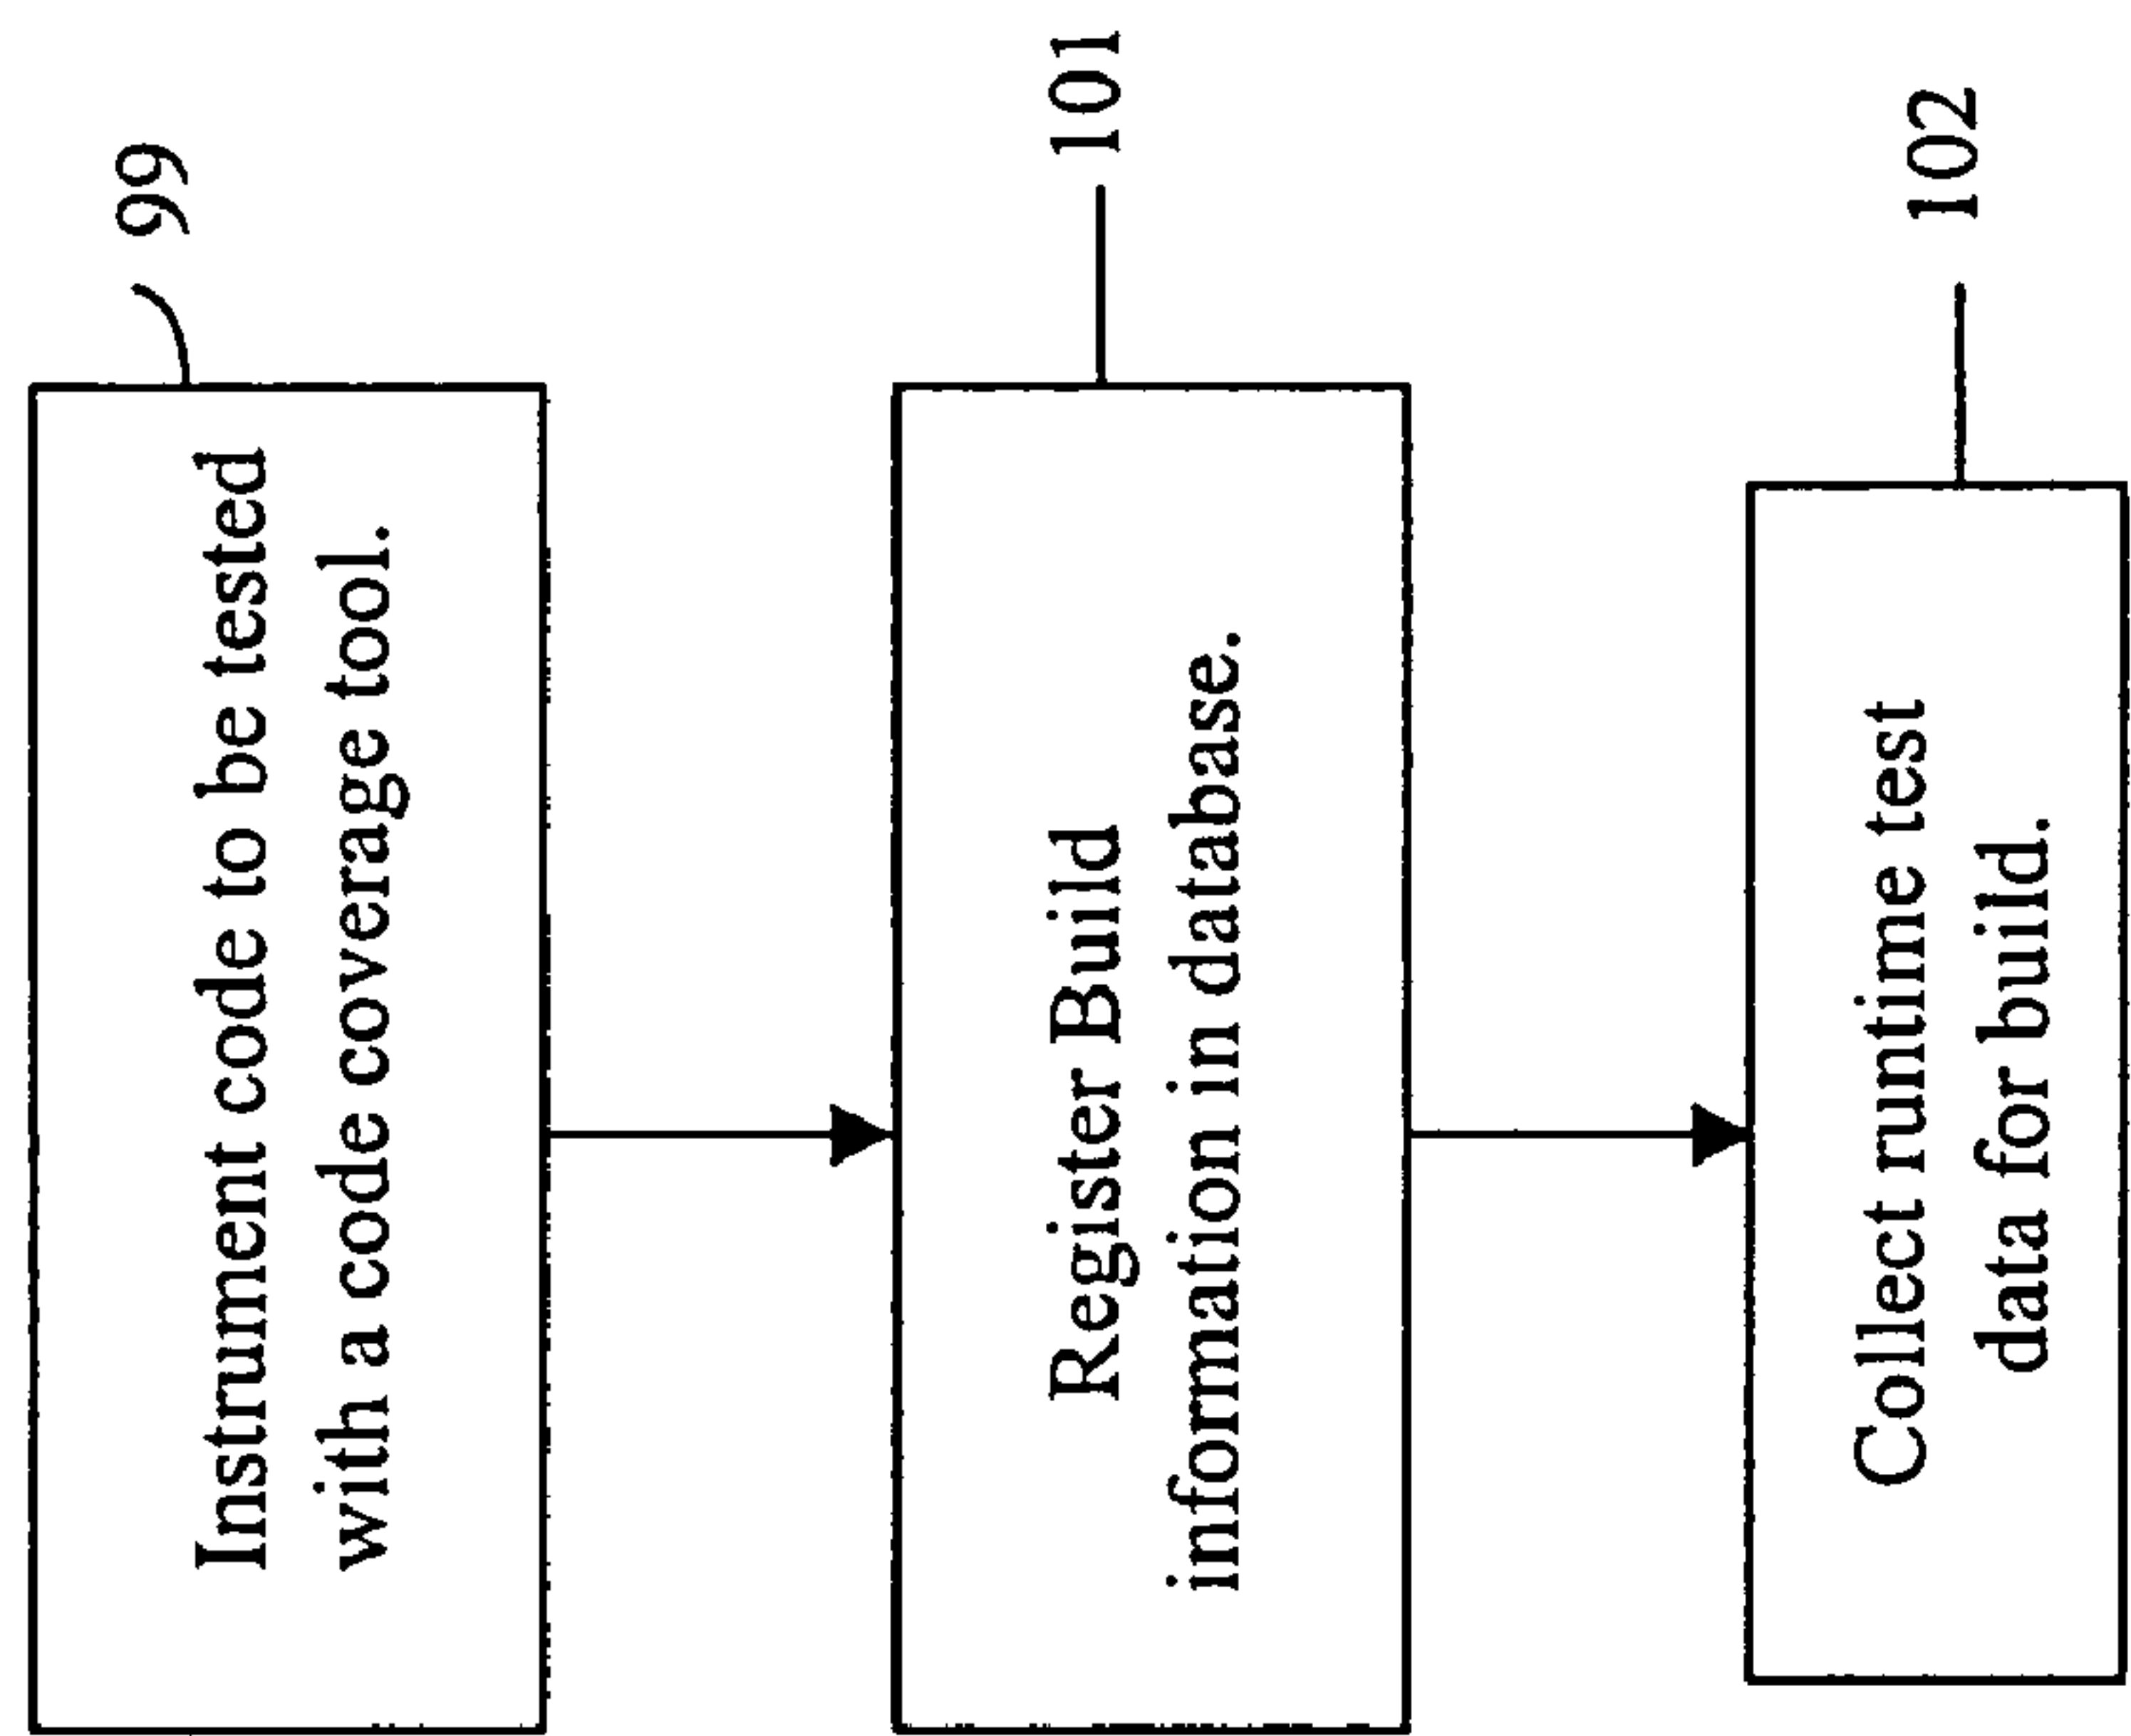 Instrument code to be tested
with a code coverage tool.
99
Register Build
information in database.
101
Collect runtime test
data for build.
102